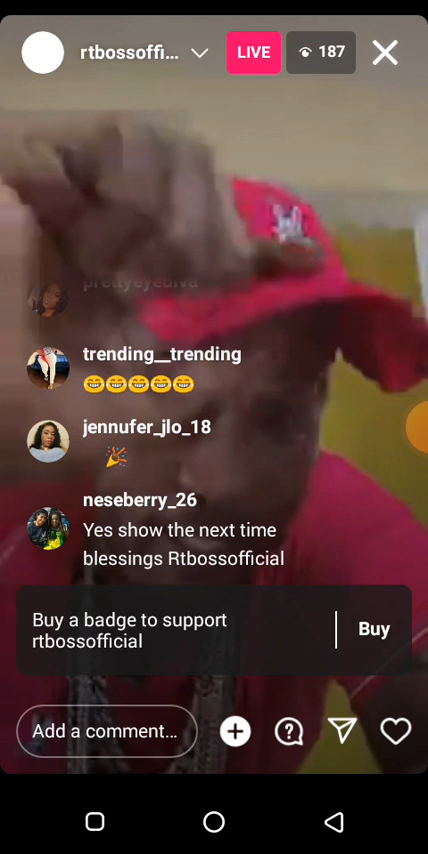 rtbossoffi...
LIVE
187
prettyeyediva
trending__trending
😂😂😂😂😂
jennufer_jlo_18
🎉
neseberry_26
Yes show the next time
blessings Rtbossofficial
Buy a badge to support
rtbossofficial
Buy
Add a comment...